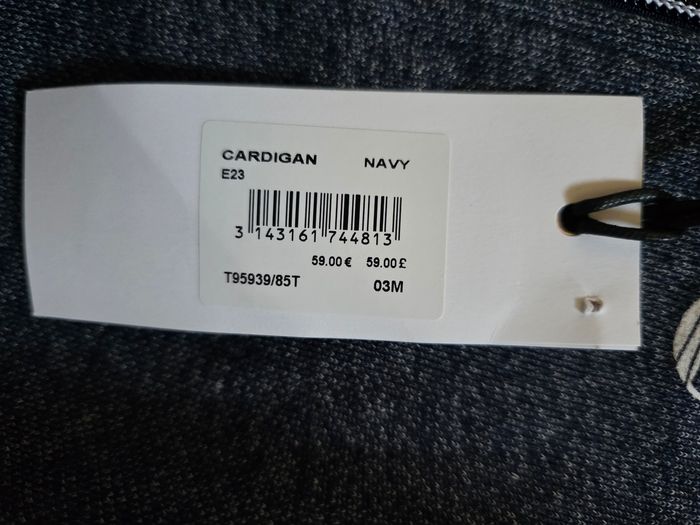 CARDIGAN NAVY
E23
3 143161 744813
59.00 € 59.00 £
T95939/85T 03M